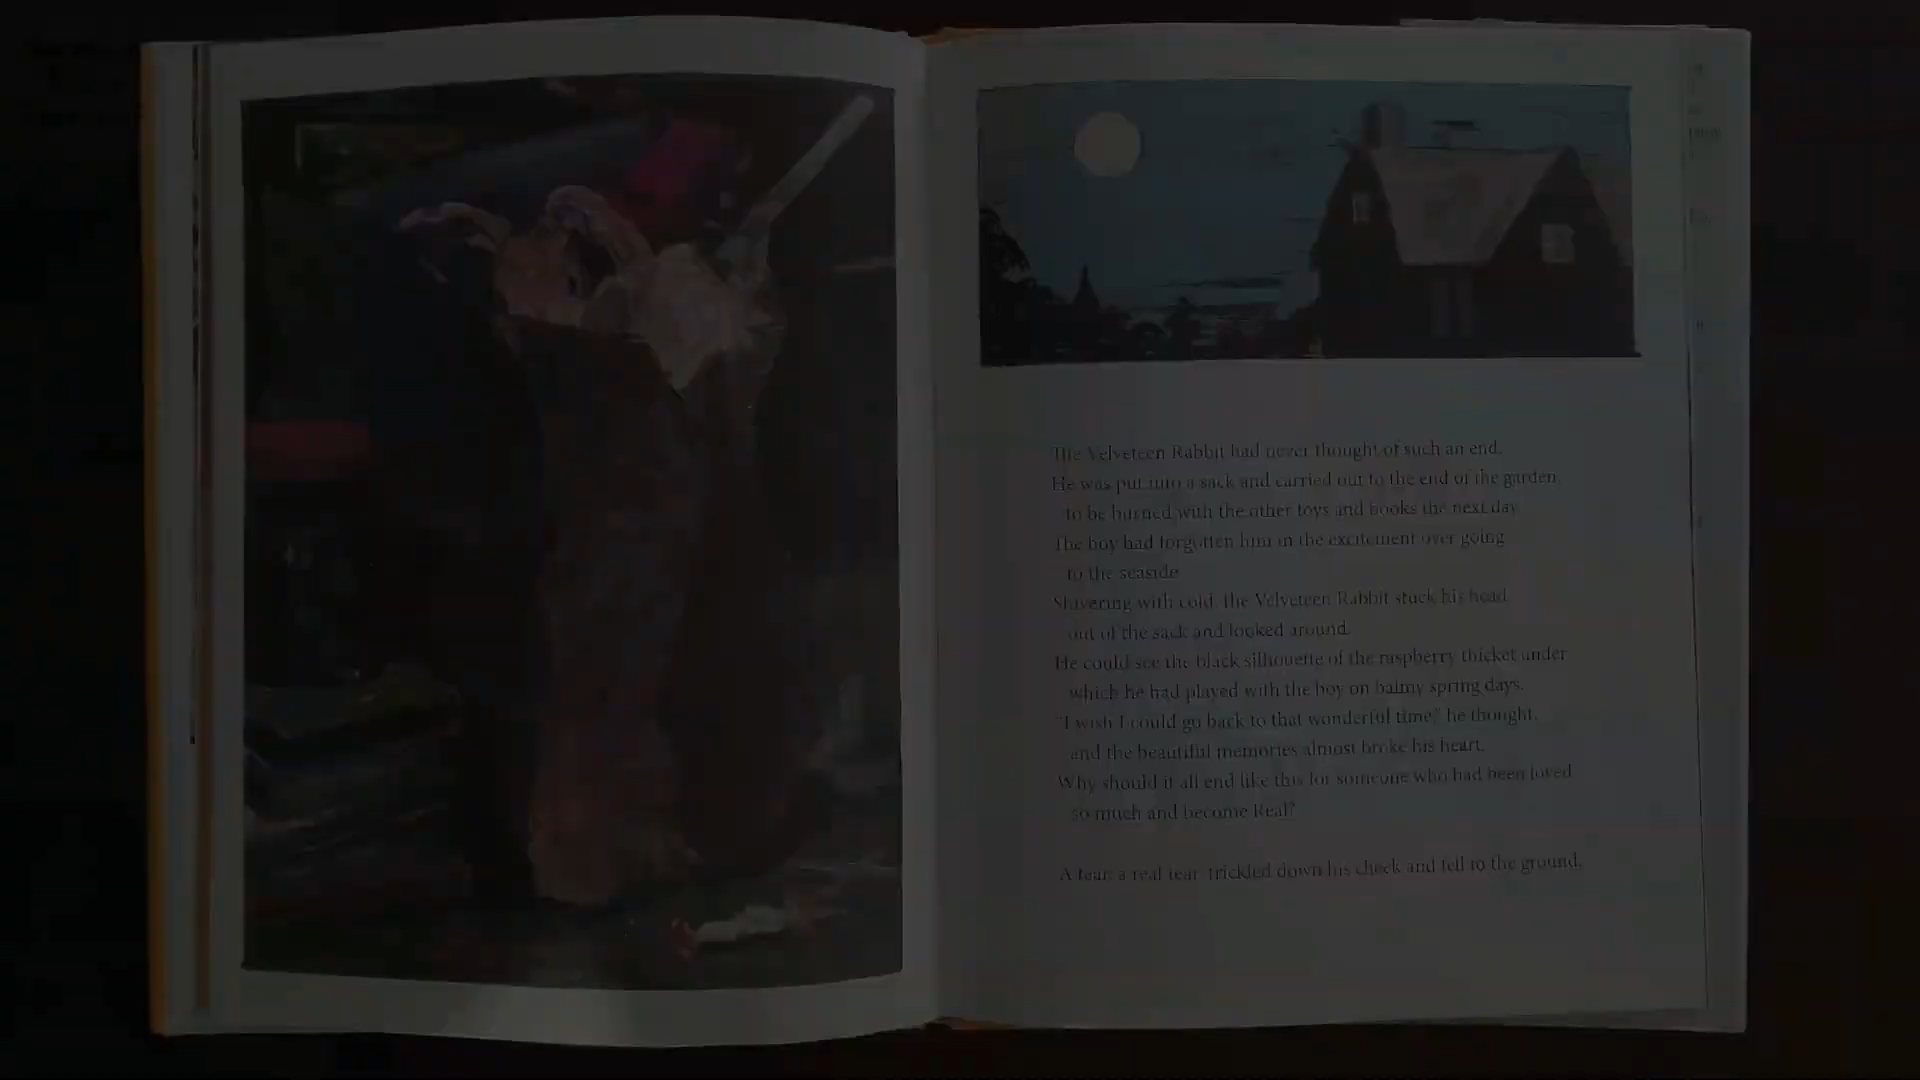 The Velveteen Rabbit had never thought of such an end.
He was put into a sack and carried out to the end of the garden
to be burned with the other toys and books the next day.
The boy had forgotten him in the excitement over going
to the seaside.
Shivering with cold, the Velveteen Rabbit stuck his head
out of the sack and looked around.
He could see the black silhouette of the raspberry thicket under
which he had played with the boy on balmy spring days.
"I wish I could go back to that wonderful time," he thought,
and the beautiful memories almost broke his heart.
Why should it all end like this for someone who had been loved
so much and become Real?
A tear, a real tear, trickled down his cheek and fell to the ground.